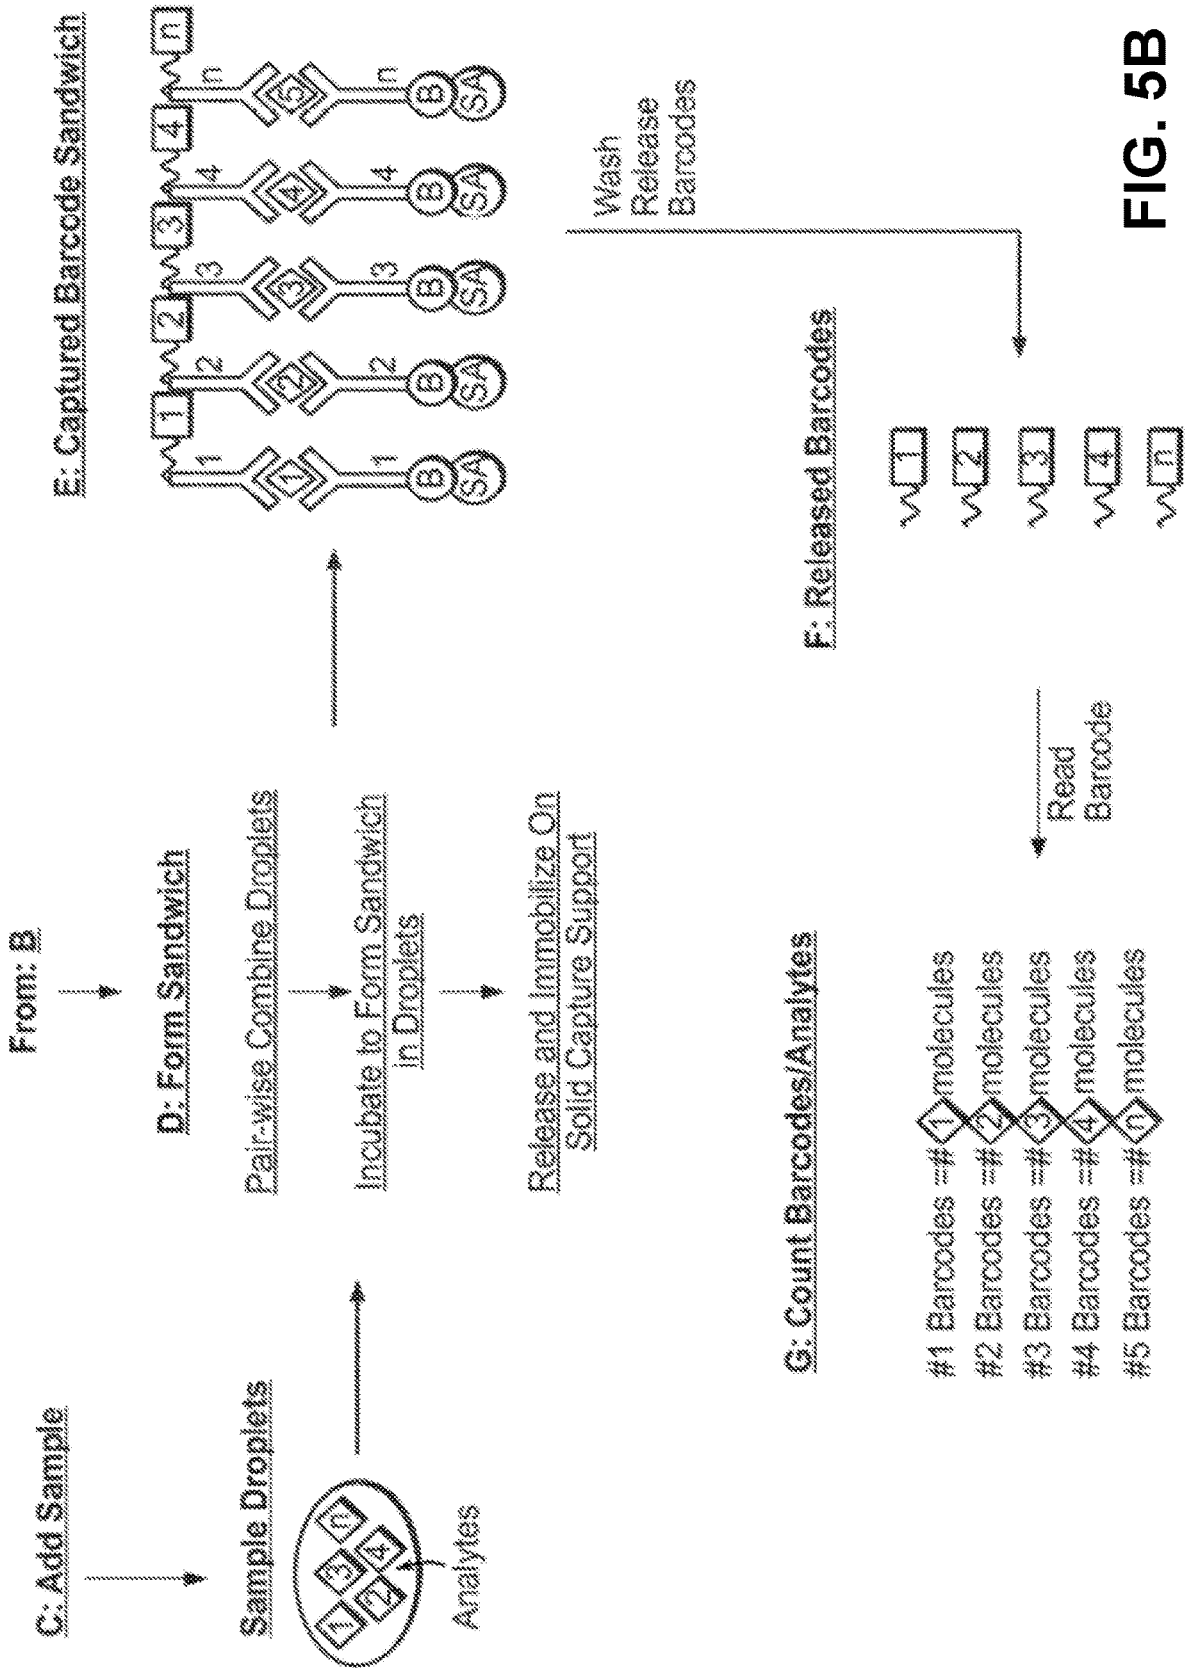 C: Add Sample
Sample Droplets
1
3
n
2
4
Analytes
From: B
D: Form Sandwich
Pair-wise Combine Droplets
Incubate to Form Sandwich
in Droplets
Release and Immobilize On
Solid Capture Support
E: Captured Barcode Sandwich
1 2 3 4 n
1 2 3 4 n
1 2 3 4 5
1 2 3 4 n
B B B B B
SA SA SA SA SA
Wash
Release
Barcodes
F: Released Barcodes
1
2
3
4
n
Read
Barcode
G: Count Barcodes/Analytes
#1 Barcodes =# 1 molecules
#2 Barcodes =# 2 molecules
#3 Barcodes =# 3 molecules
#4 Barcodes =# 4 molecules
#5 Barcodes =# n molecules
FIG. 5B